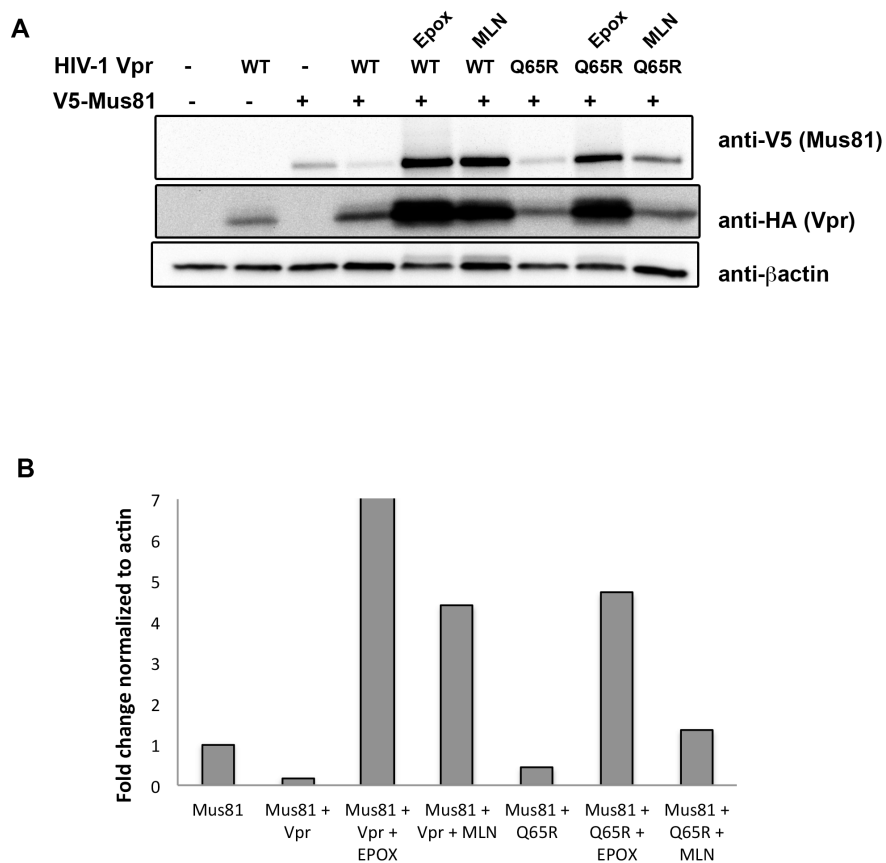 A
Epox MLN Epox MLN
HIV-1 Vpr - WT - WT WT WT Q65R Q65R Q65R
V5-Mus81 - - + + + + + + +
anti-V5 (Mus81)
anti-HA (Vpr)
anti-βactin
B
Fold change normalized to actin
7
6
5
4
3
2
1
0
Mus81
Mus81 +
Vpr
Mus81 +
Vpr +
EPOX
Mus81 +
Vpr + MLN
Mus81 +
Q65R
Mus81 +
Q65R +
EPOX
Mus81 +
Q65R +
MLN